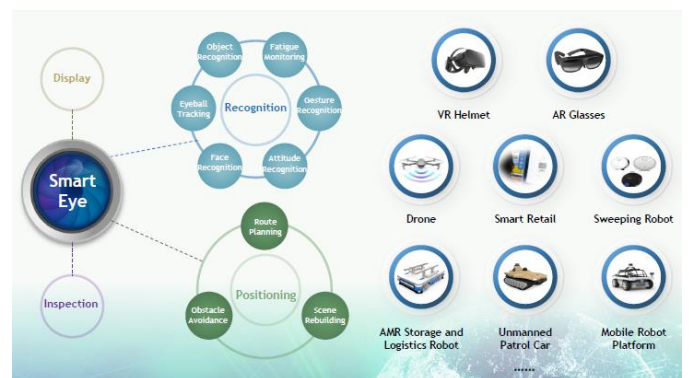 Display
Smart
Eye
Inspection
Object
Recognition
Fatigue
Monitoring
Eyeball
Tracking
Recognition
Gesture
Recognition
Face
Recognition
Attitude
Recognition
Route
Planning
Positioning
Obstacle
Avoidance
Scene
Rebuilding
VR Helmet
AR Glasses
Drone
Smart Retail
Sweeping Robot
AMR Storage and
Logistics Robot
Unmanned
Patrol Car
Mobile Robot
Platform
......